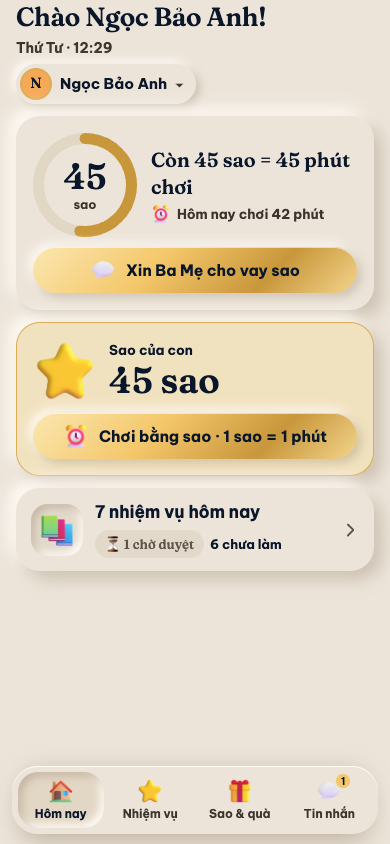 Chào Ngọc Bảo Anh!
Thứ Tư · 12:29
N Ngọc Bảo Anh
45
sao
Còn 45 sao = 45 phút
chơi
Hôm nay chơi 42 phút
Xin Ba Mẹ cho vay sao
Sao của con
45 sao
Chơi bằng sao · 1 sao = 1 phút
7 nhiệm vụ hôm nay
1 chờ duyệt 6 chưa làm
1
Hôm nay Nhiệm vụ Sao & quà Tin nhắn